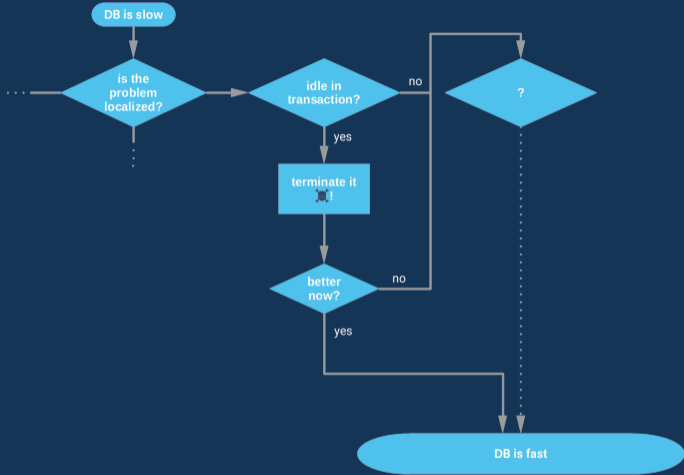 DB is slow
is the
problem
localized?
idle in
transaction?
no
?
yes
terminate it
☠!
better
now?
no
yes
DB is fast